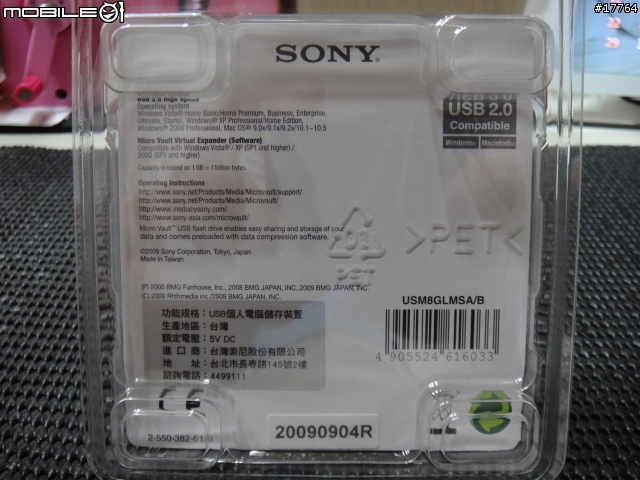 MOBILE01
#17764
SONY
USB 2.0 High Speed
Operating system
Windows Vista® Home Basic/Home Premium, Business, Enterprise,
Ultimate, Starter, Windows® XP Professional/Home Edition,
Windows® 2000 Professional, Mac OS® 9.0x/9.1x/9.2x/10.1~10.5
Micro Vault Virtual Expander (Software)
Compatible with Windows Vista® / XP (SP1 and higher) /
2000 (SP3 and higher)
Capacity is based on 1 GB = 1 billion bytes.
Operating instructions
http://www.sony.net/Products/Media/Microvault/support/
http://www.sony.net/Products/Media/Microvault/
http://www.mediabysony.com/
http://www.sony-asia.com/microvault/
Micro Vault™ USB flash drive enables easy sharing and storage of your
data and comes preloaded with data compression software.
©2009 Sony Corporation, Tokyo, Japan
Made in Taiwan
(P) 2000 BMG Funhouse, Inc., 2008 BMG JAPAN, INC.,2009 BMG JAPAN, INC.
(C) 2009 Rhythmedia inc.,2009 BMG JAPAN, INC.
USB 2.0
Compatible
Windows® Macintosh®
01
PET
>PET<
USM8GLMSA/B
4 905524 616033
功能規格：USB個人電腦儲存裝置
生產地區：台灣
額定電壓：5V DC
進口商：台灣索尼股份有限公司
地址：台北市長春路145號2樓
諮詢電話：4499111
CE
2-550-382-61
20090904R